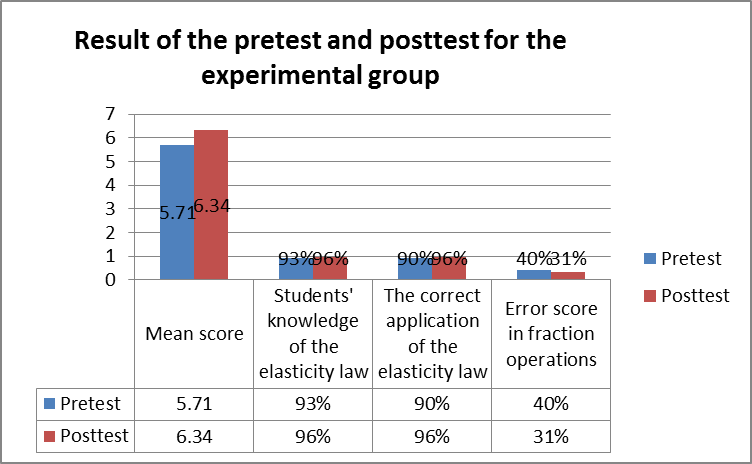 Result of the pretest and posttest for the
experimental group
7
6
5
4
3
2
1
0
5.71
6.34
93%
96%
90%
96%
40%
31%
Pretest
Posttest
Mean score
Students'
knowledge
of the
elasticity law
The correct
application
of the
elasticity law
Error score
in fraction
operations
Pretest 5.71 93% 90% 40%
Posttest 6.34 96% 96% 31%